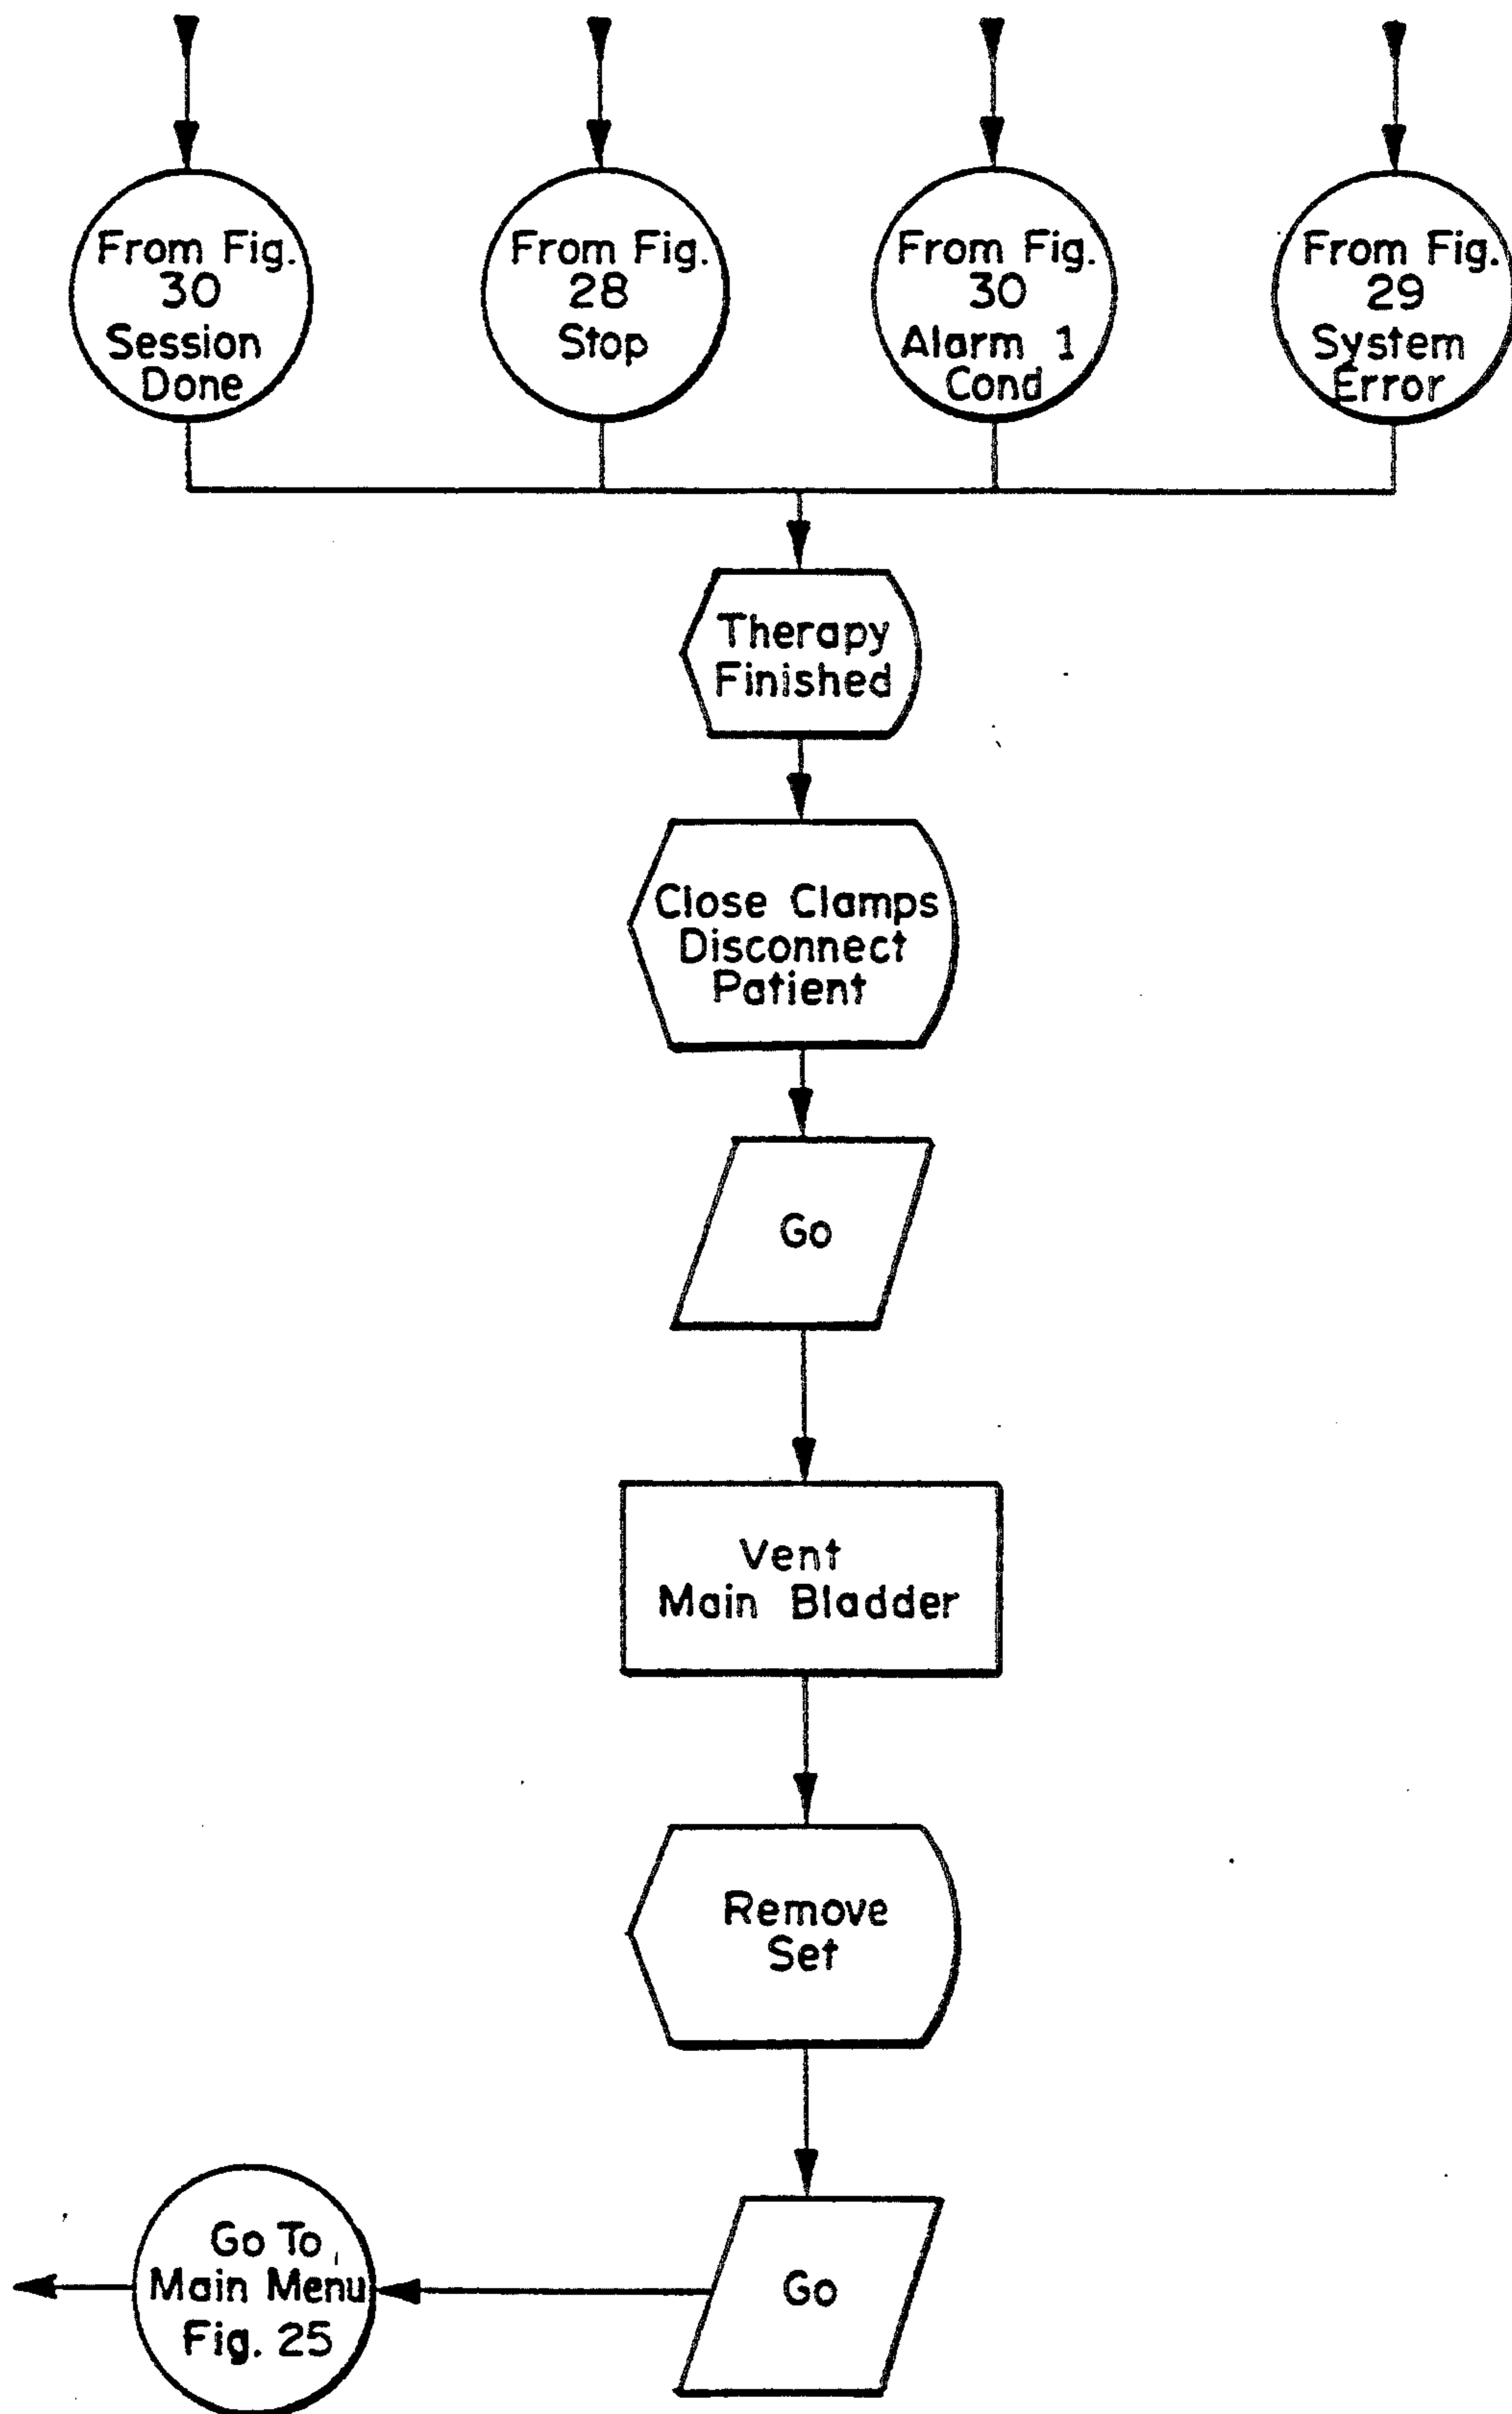 From Fig.
30
Session
Done
From Fig.
28
Stop
From Fig.
30
Alarm 1
Cond
From Fig.
29
System
Error
Therapy
Finished
Close Clamps
Disconnect
Patient
Go
Vent
Main Bladder
Remove
Set
Go
Go To
Main Menu
Fig. 25